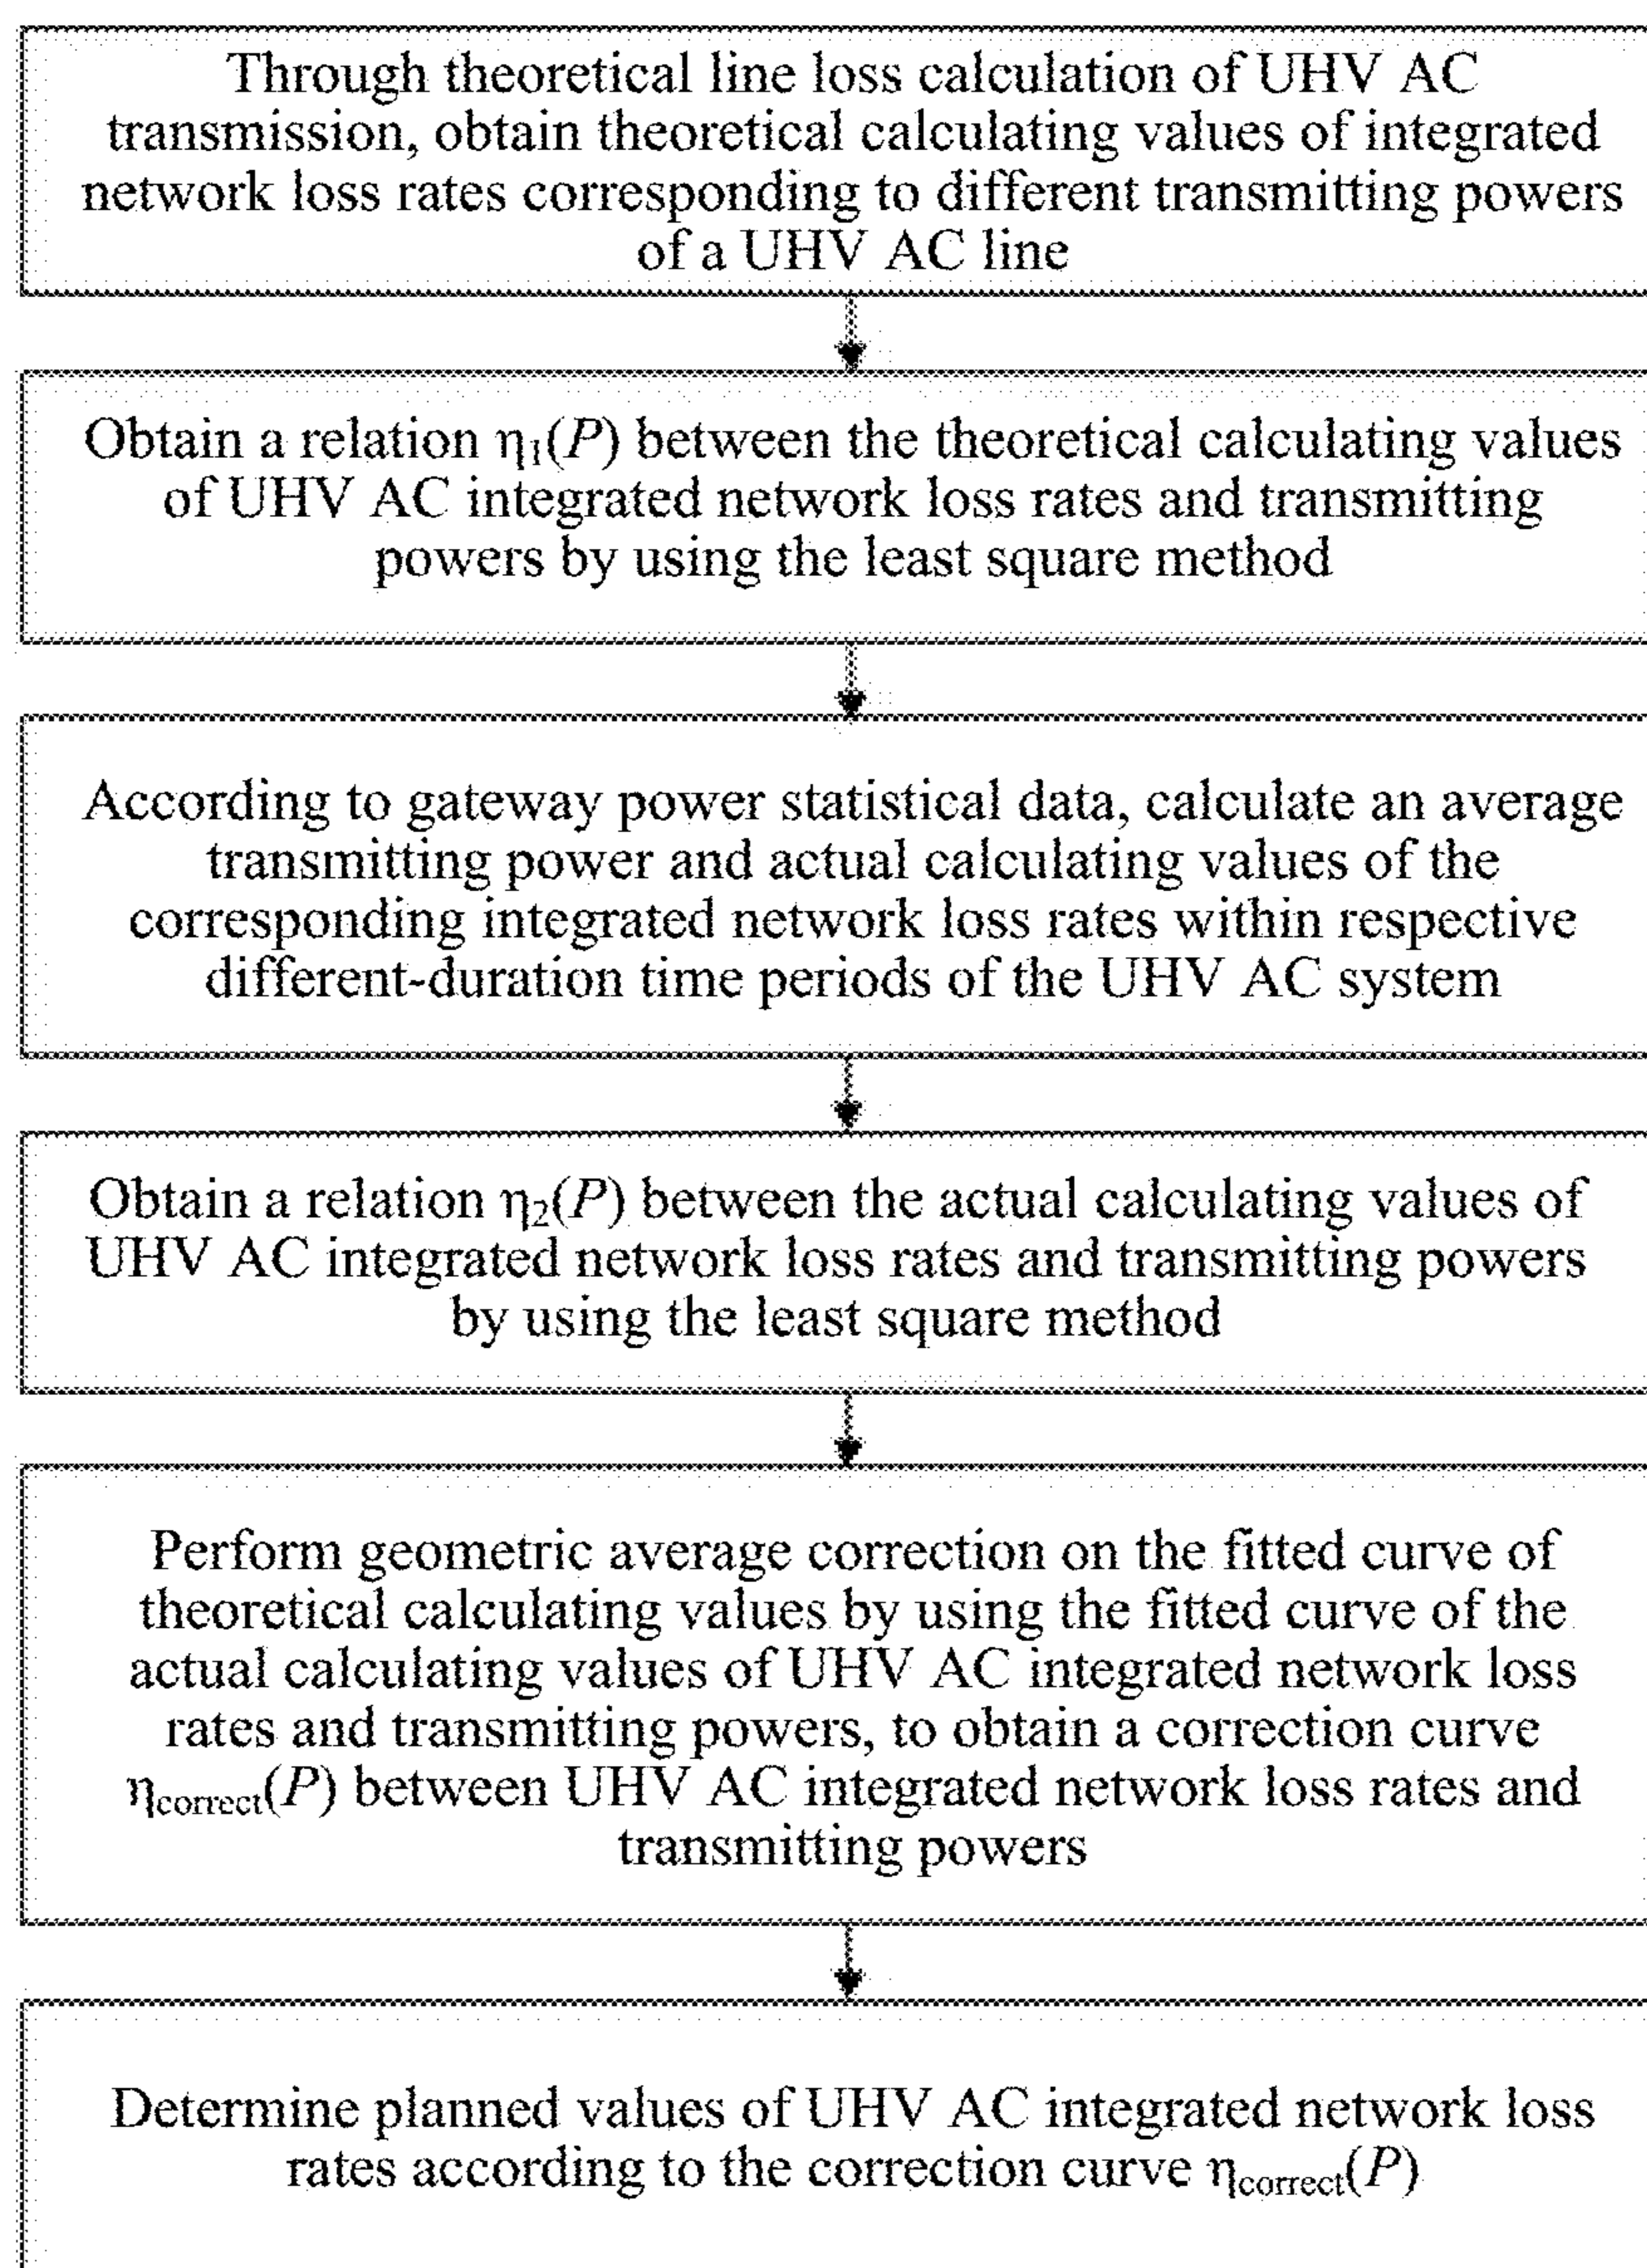 Through theoretical line loss calculation of UHV AC
transmission, obtain theoretical calculating values of integrated
network loss rates corresponding to different transmitting powers
of a UHV AC line
Obtain a relation η₁(P) between the theoretical calculating values
of UHV AC integrated network loss rates and transmitting
powers by using the least square method
According to gateway power statistical data, calculate an average
transmitting power and actual calculating values of the
corresponding integrated network loss rates within respective
different-duration time periods of the UHV AC system
Obtain a relation η₂(P) between the actual calculating values of
UHV AC integrated network loss rates and transmitting powers
by using the least square method
Perform geometric average correction on the fitted curve of
theoretical calculating values by using the fitted curve of the
actual calculating values of UHV AC integrated network loss
rates and transmitting powers, to obtain a correction curve
ηcorrect(P) between UHV AC integrated network loss rates and
transmitting powers
Determine planned values of UHV AC integrated network loss
rates according to the correction curve ηcorrect(P)